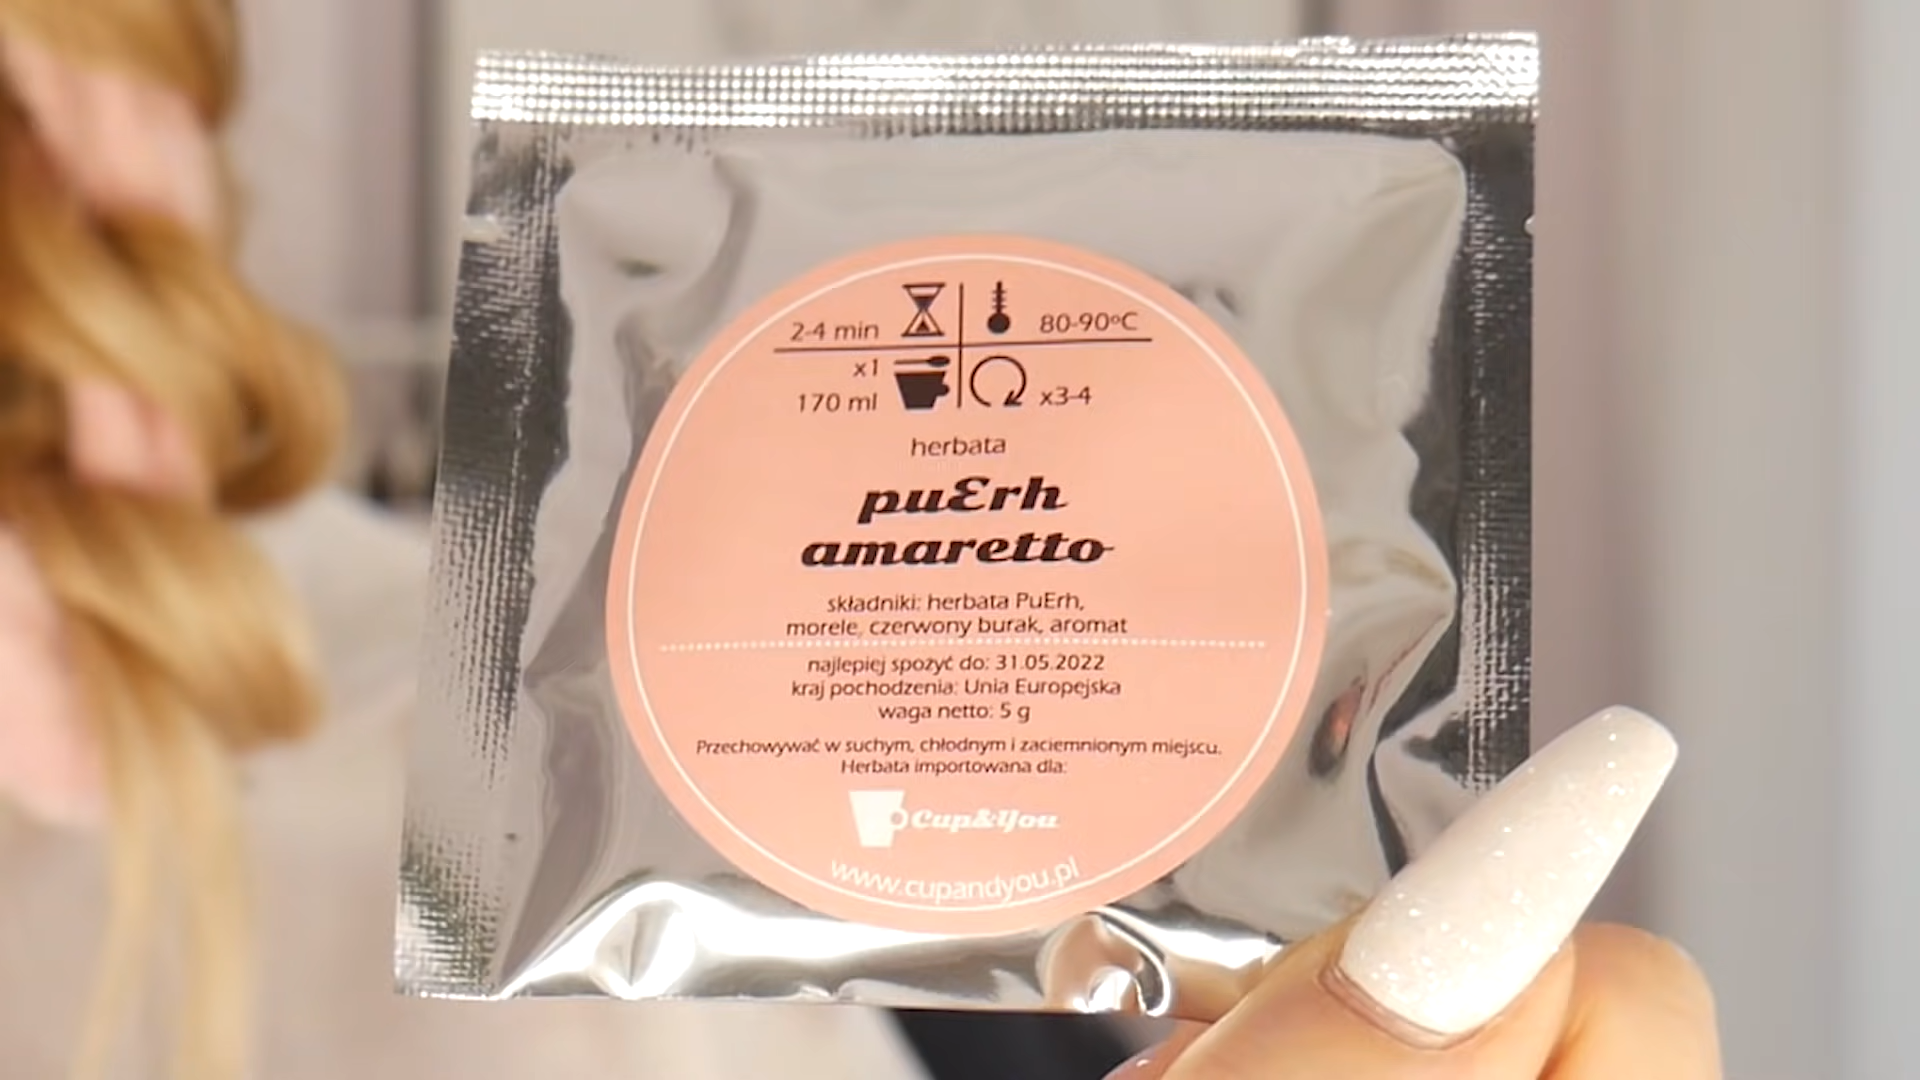 2-4 min
80-90°C
x1
170 ml
x3-4
herbata
puErh
amaretto
składniki: herbata PuErh,
morele, czerwony burak, aromat
najlepiej spożyć do: 31.05.2022
kraj pochodzenia: Unia Europejska
waga netto: 5 g
Przechowywać w suchym, chłodnym i zaciemnionym miejscu.
Herbata importowana dla:
Cup&You
www.cupandyou.pl